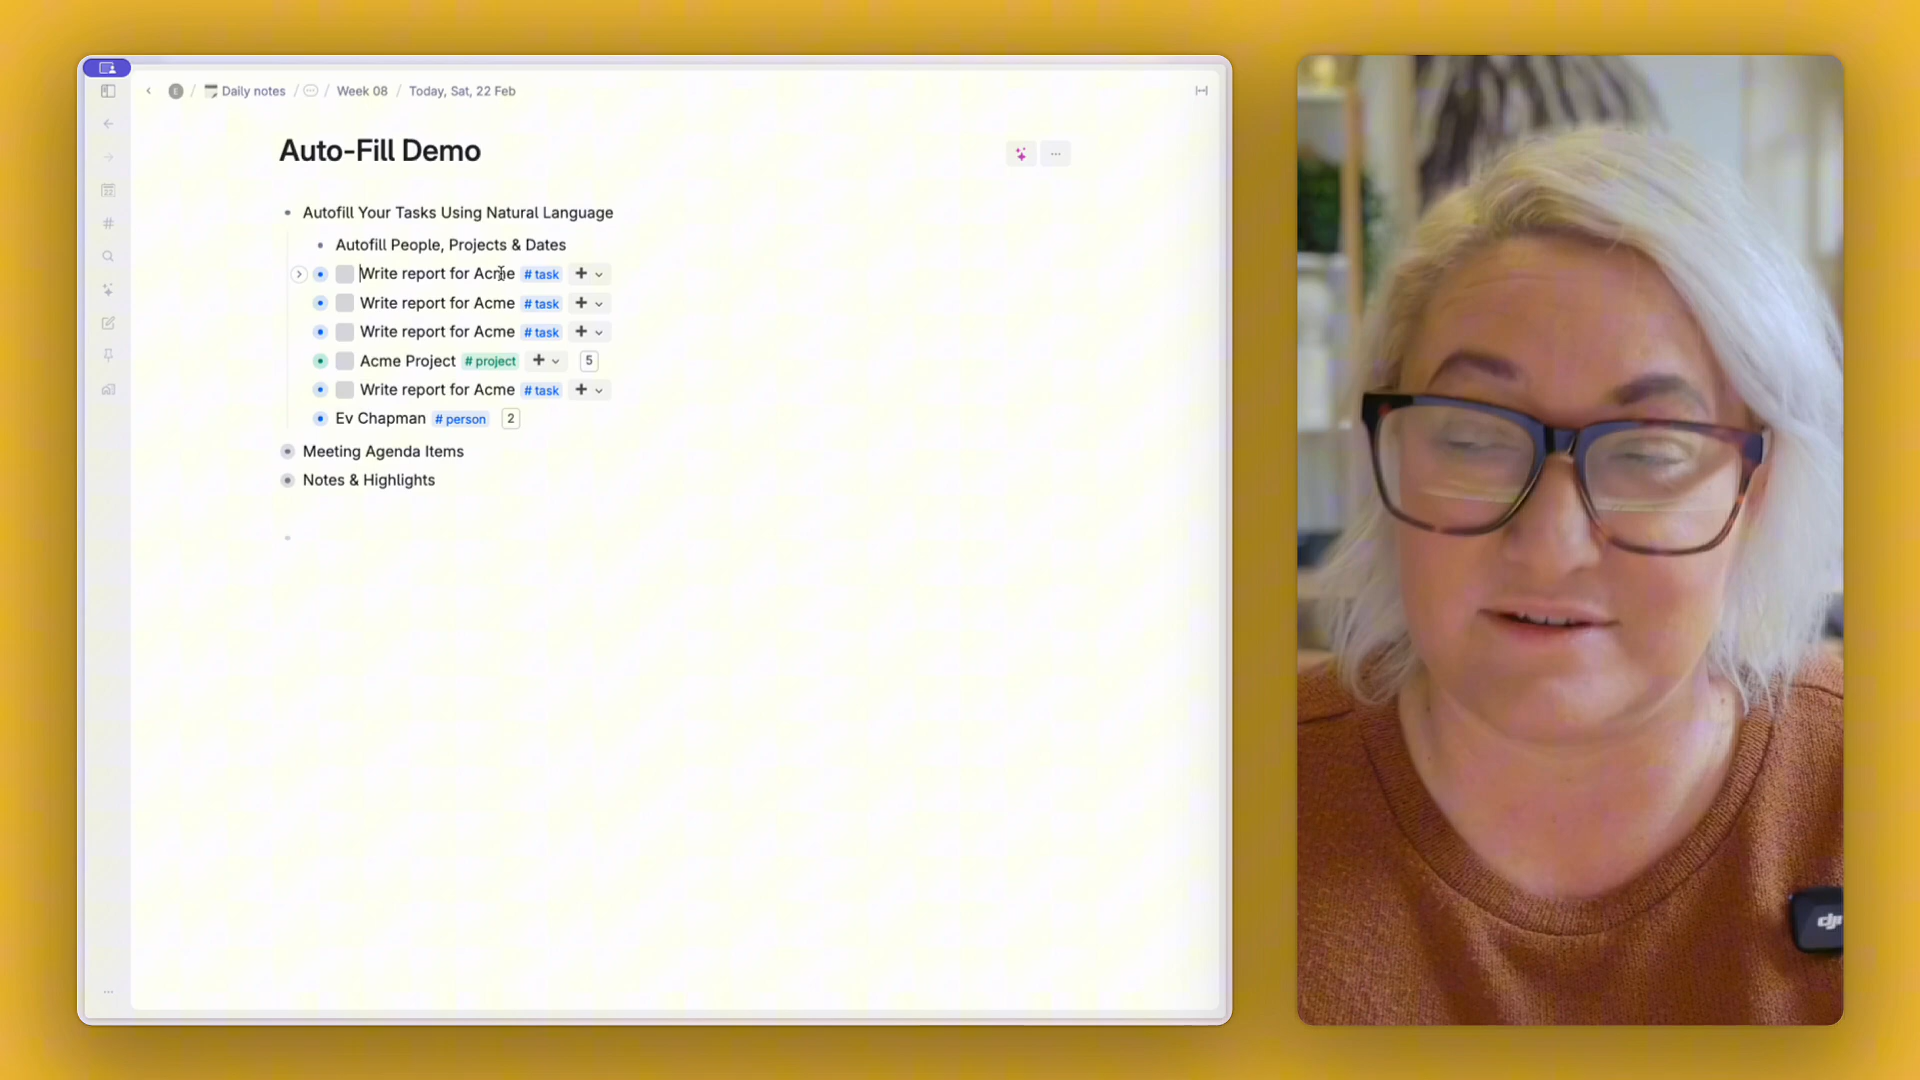 E / Daily notes / / Week 08 / Today, Sat, 22 Feb
Auto-Fill Demo
Autofill Your Tasks Using Natural Language
Autofill People, Projects & Dates
Write report for Acme # task
Write report for Acme # task
Write report for Acme # task
Acme Project # project 5
Write report for Acme # task
Ev Chapman # person 2
Meeting Agenda Items
Notes & Highlights
22
dji